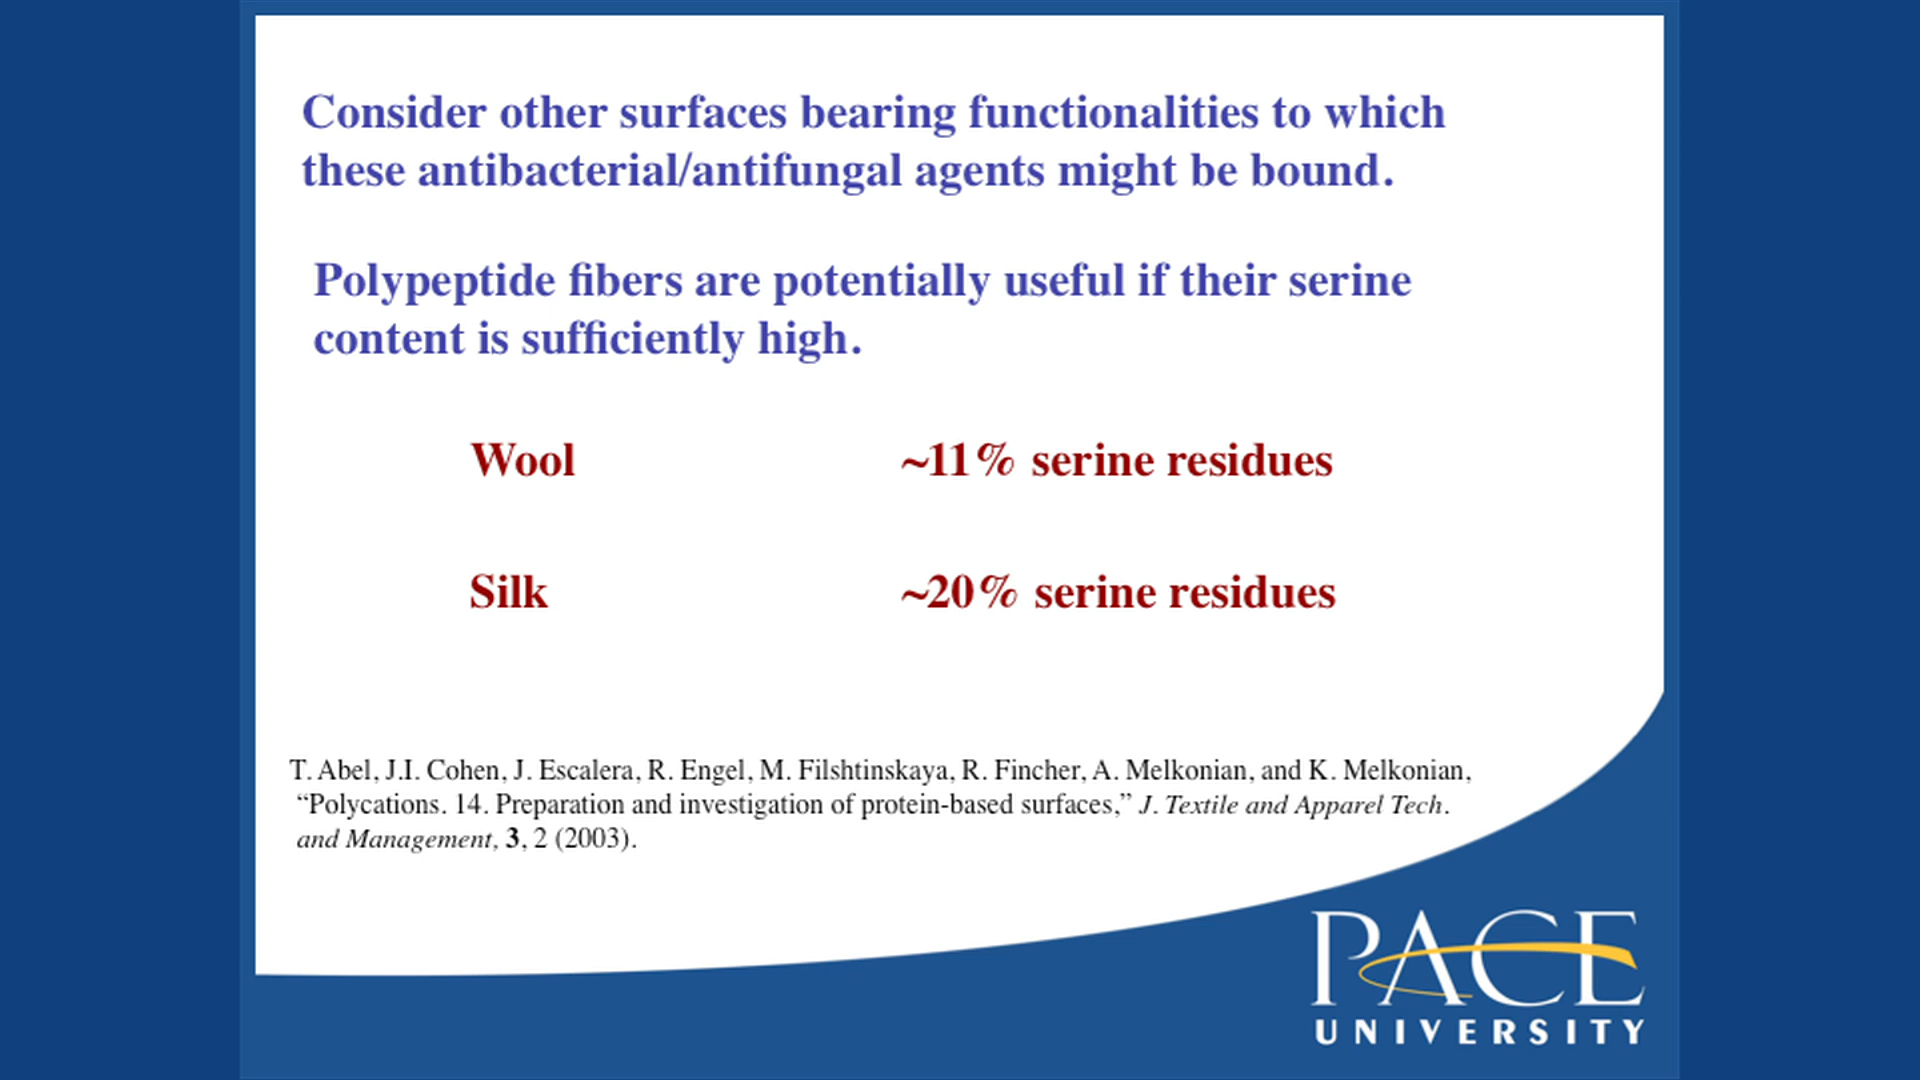 Consider other surfaces bearing functionalities to which
these antibacterial/antifungal agents might be bound.
Polypeptide fibers are potentially useful if their serine
content is sufficiently high.
Wool ~11% serine residues
Silk ~20% serine residues
T. Abel, J.I. Cohen, J. Escalera, R. Engel, M. Filshtinskaya, R. Fincher, A. Melkonian, and K. Melkonian,
“Polycations. 14. Preparation and investigation of protein-based surfaces,” J. Textile and Apparel Tech.
and Management, 3, 2 (2003).
PACE
UNIVERSITY